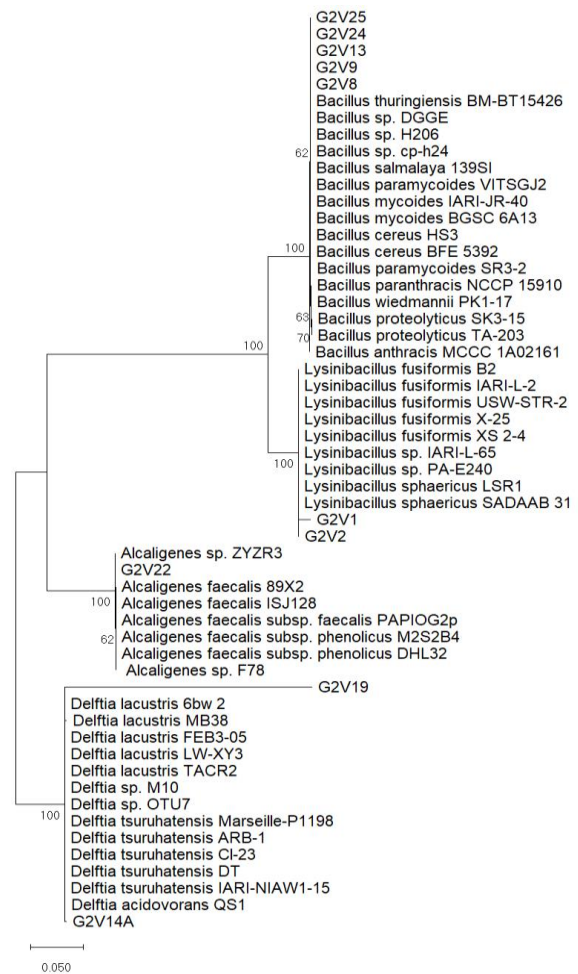 G2V25
G2V24
G2V13
G2V9
G2V8
Bacillus thuringiensis BM-BT15426
Bacillus sp. DGGE
Bacillus sp. H206
62
Bacillus sp. cp-h24
Bacillus salmalaya 139SI
Bacillus paramycoides VITSGJ2
Bacillus mycoides IARI-JR-40
Bacillus mycoides BGSC 6A13
Bacillus cereus HS3
100
Bacillus cereus BFE 5392
Bacillus paramycoides SR3-2
Bacillus paranthracis NCCP 15910
Bacillus wiedmannii PK1-17
63
Bacillus proteolyticus SK3-15
70
Bacillus proteolyticus TA-203
100
Bacillus anthracis MCCC 1A02161
Lysinibacillus fusiformis B2
Lysinibacillus fusiformis IARI-L-2
Lysinibacillus fusiformis USW-STR-2
Lysinibacillus fusiformis X-25
Lysinibacillus fusiformis XS 2-4
Lysinibacillus sp. IARI-L-65
100
Lysinibacillus sp. PA-E240
Lysinibacillus sphaericus LSR1
Lysinibacillus sphaericus SADAAB 31
G2V1
G2V2
Alcaligenes sp. ZYZR3
G2V22
Alcaligenes faecalis 89X2
100
Alcaligenes faecalis ISJ128
Alcaligenes faecalis subsp. faecalis PAPIOG2p
62
Alcaligenes faecalis subsp. phenolicus M2S2B4
Alcaligenes faecalis subsp. phenolicus DHL32
Alcaligenes sp. F78
G2V19
Delftia lacustris 6bw 2
Delftia lacustris MB38
Delftia lacustris FEB3-05
Delftia lacustris LW-XY3
Delftia lacustris TACR2
Delftia sp. M10
Delftia sp. OTU7
100
Delftia tsuruhatensis Marseille-P1198
Delftia tsuruhatensis ARB-1
Delftia tsuruhatensis CI-23
Delftia tsuruhatensis DT
Delftia tsuruhatensis IARI-NIAW1-15
Delftia acidovorans QS1
G2V14A
0.050